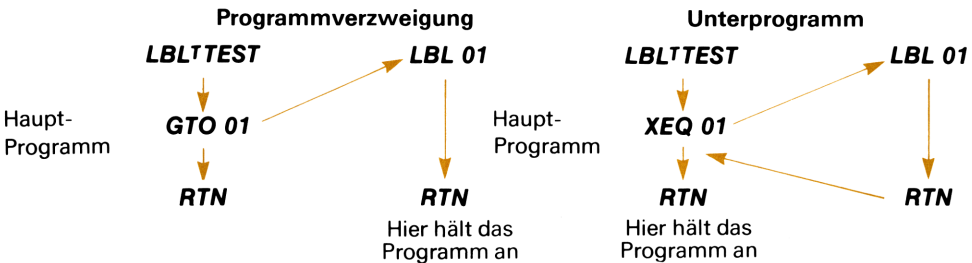 Programmverzweigung
LBLᵀTEST
LBL 01
Haupt-
Programm
GTO 01
RTN
RTN
Hier hält das
Programm an
Unterprogramm
LBLᵀTEST
LBL 01
Haupt-
Programm
XEQ 01
RTN
RTN
Hier hält das
Programm an